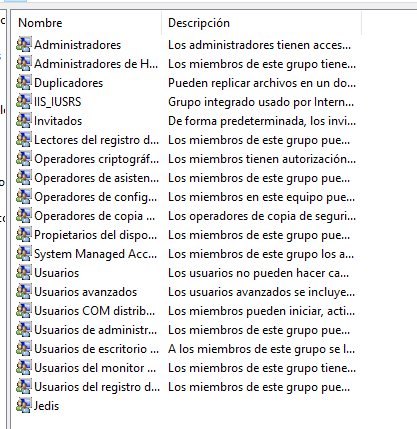 Nombre Descripción
Administradores Los administradores tienen acces...
Administradores de H... Los miembros de este grupo tiene...
Duplicadores Pueden replicar archivos en un do...
IIS_IUSRS Grupo integrado usado por Intern...
Invitados De forma predeterminada, los invi...
Lectores del registro d... Los miembros de este grupo pue...
Operadores criptográf... Los miembros tienen autorización...
Operadores de asisten... Los miembros de este grupo pue...
Operadores de config... Los miembros en este equipo pue...
Operadores de copia ... Los operadores de copia de seguri...
Propietarios del dispo... Los miembros de este grupo pue...
System Managed Acc... Los miembros de este grupo los a...
Usuarios Los usuarios no pueden hacer ca...
Usuarios avanzados Los usuarios avanzados se incluye...
Usuarios COM distrib... Los miembros pueden iniciar, acti...
Usuarios de administr... Los miembros de este grupo pue...
Usuarios de escritorio ... A los miembros de este grupo se l...
Usuarios del monitor ... Los miembros de este grupo tiene...
Usuarios del registro d... Los miembros de este grupo pue...
Jedis